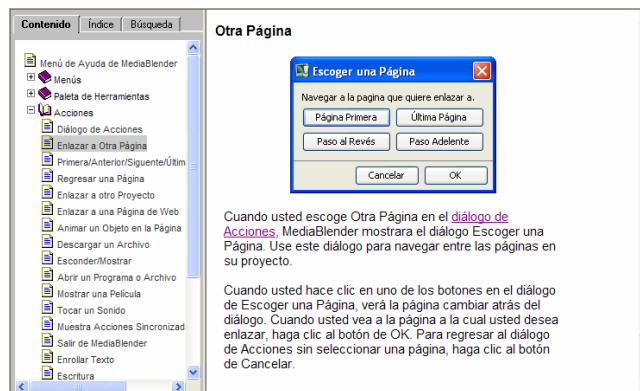 Contenido Índice Búsqueda
Menú de Ayuda de MediaBlender
Menús
Paleta de Herramientas
Acciones
Diálogo de Acciones
Enlazar a Otra Página
Primera/Anterior/Siguente/Últim
Regresar una Página
Enlazar a otro Proyecto
Enlazar a una Página de Web
Animar un Objeto en la Página
Descargar un Archivo
Esconder/Mostrar
Abrir un Programa o Archivo
Mostrar una Película
Tocar un Sonido
Muestra Acciones Sincronizad
Salir de MediaBlender
Enrollar Texto
Escritura
Otra Página
Escoger una Página
Navegar a la pagina que quiere enlazar a.
Página Primera Última Página
Paso al Revés Paso Adelente
Cancelar OK
Cuando usted escoge Otra Página en el diálogo de
Acciones, MediaBlender mostrara el diálogo Escoger una
Página. Use este diálogo para navegar entre las páginas en
su proyecto.
Cuando usted hace clic en uno de los botones en el diálogo
de Escoger una Página, verá la página cambiar atrás del
diálogo. Cuando usted vea a la página a la cual usted desea
enlazar, haga clic al botón de OK. Para regresar al diálogo
de Acciones sin seleccionar una página, haga clic al botón
de Cancelar.